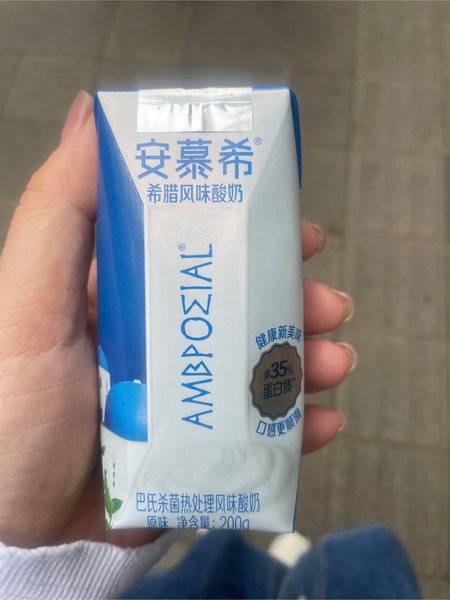 安慕希®
希腊风味酸奶
AMBPOΣIAL®
健康新美味
多35%
蛋白质
口感更顺滑
巴氏杀菌热处理风味酸奶
原味 净含量:200g